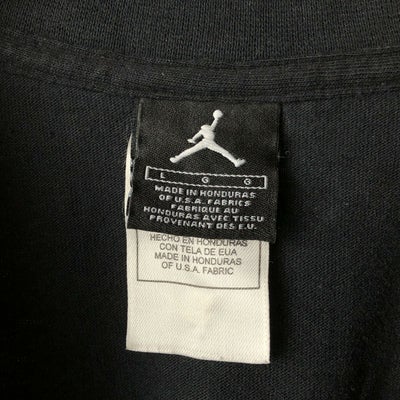 L G G
MADE IN HONDURAS
OF U.S.A. FABRICS
FABRIQUE AU
HONDURAS AVEC TISSU
PROVENANT DES E.U.
HECHO EN HONDURAS
CON TELA DE EUA
MADE IN HONDURAS
OF U.S.A. FABRIC